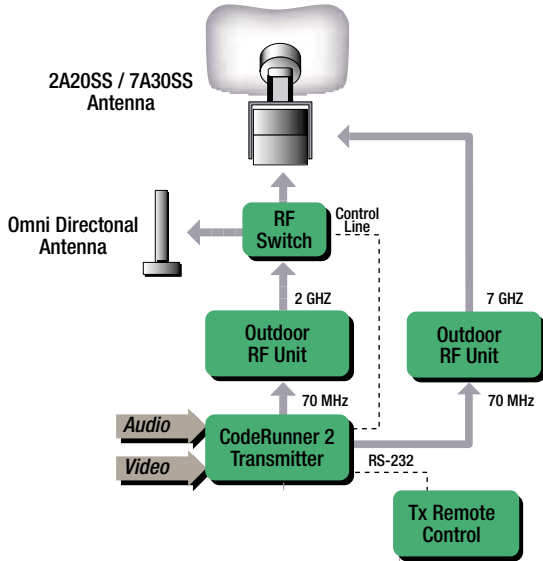 2A20SS / 7A30SS
Antenna
Omni Directonal
Antenna
RF
Switch
Control
Line
2 GHZ
7 GHZ
Outdoor
RF Unit
Outdoor
RF Unit
70 MHz
70 MHz
Audio
Video
CodeRunner 2
Transmitter
RS-232
Tx Remote
Control